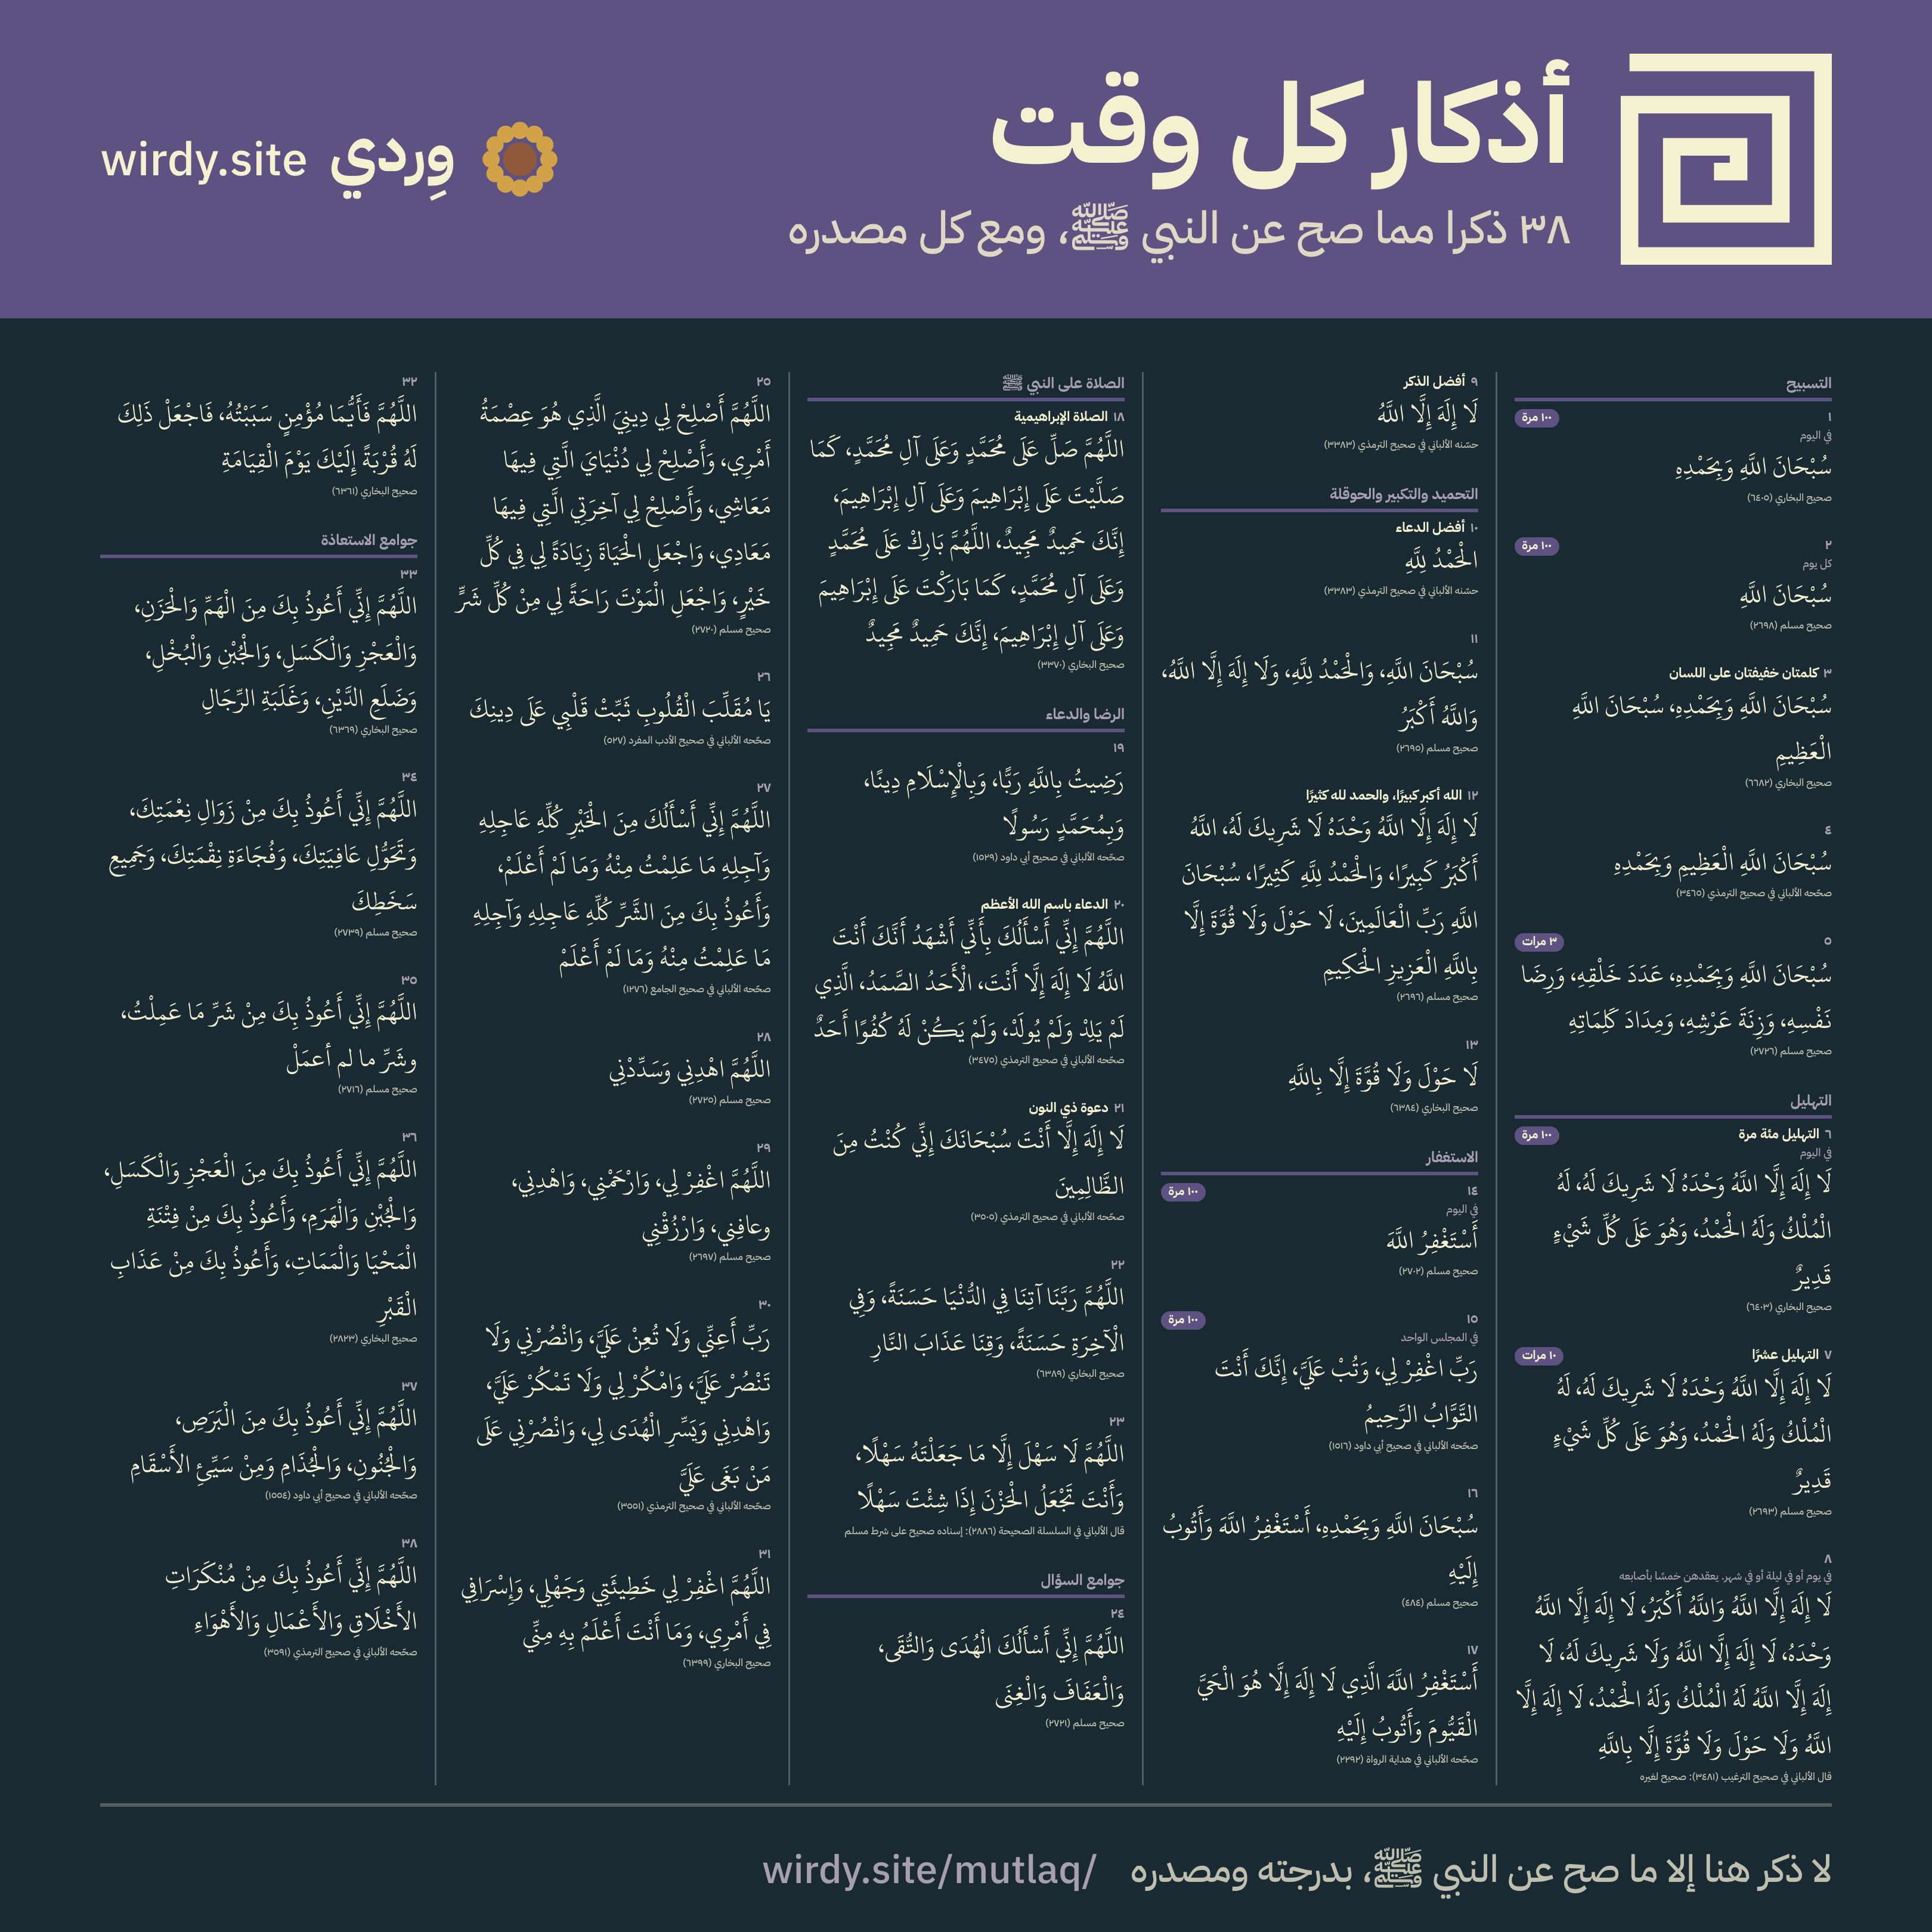 أذكار كل وقت
٣٨ ذكرا مما صح عن النبي ﷺ، ومع كل مصدره
وِردي wirdy.site
التسبيح
١ ١٠٠ مرة
في اليوم
سُبْحَانَ اللَّهِ وَبِحَمْدِهِ
صحيح البخاري (٦٤٠٥)
٢ ١٠٠ مرة
كل يوم
سُبْحَانَ اللَّهِ
صحيح مسلم (٢٦٩٨)
٣ كلمتان خفيفتان على اللسان
سُبْحَانَ اللَّهِ وَبِحَمْدِهِ، سُبْحَانَ اللَّهِ
الْعَظِيمِ
صحيح البخاري (٦٦٨٢)
٤
سُبْحَانَ اللَّهِ الْعَظِيمِ وَبِحَمْدِهِ
صحّحه الألباني في صحيح الترمذي (٣٤٦٥)
٥ ٣ مرات
سُبْحَانَ اللَّهِ وَبِحَمْدِهِ، عَدَدَ خَلْقِهِ، وَرِضَا
نَفْسِهِ، وَزِنَةَ عَرْشِهِ، وَمِدَادَ كَلِمَاتِهِ
صحيح مسلم (٢٧٢٦)
التهليل
٦ التهليل مئة مرة ١٠٠ مرة
في اليوم
لَا إِلَهَ إِلَّا اللَّهُ وَحْدَهُ لَا شَرِيكَ لَهُ، لَهُ
الْمُلْكُ وَلَهُ الْحَمْدُ، وَهُوَ عَلَى كُلِّ شَيْءٍ
قَدِيرٌ
صحيح البخاري (٦٤٠٣)
٧ التهليل عشرًا ١٠ مرات
لَا إِلَهَ إِلَّا اللَّهُ وَحْدَهُ لَا شَرِيكَ لَهُ، لَهُ
الْمُلْكُ وَلَهُ الْحَمْدُ، وَهُوَ عَلَى كُلِّ شَيْءٍ
قَدِيرٌ
صحيح مسلم (٢٦٩٣)
٨
في يوم أو في ليلة أو في شهر. يعقدهن خمسًا بأصابعه
لَا إِلَهَ إِلَّا اللَّهُ وَاللَّهُ أَكْبَرُ، لَا إِلَهَ إِلَّا اللَّهُ
وَحْدَهُ، لَا إِلَهَ إِلَّا اللَّهُ وَلَا شَرِيكَ لَهُ، لَا
إِلَهَ إِلَّا اللَّهُ لَهُ الْمُلْكُ وَلَهُ الْحَمْدُ، لَا إِلَهَ إِلَّا
اللَّهُ وَلَا حَوْلَ وَلَا قُوَّةَ إِلَّا بِاللَّهِ
قال الألباني في صحيح الترغيب (٣٤٨١): صحيح لغيره
٩ أفضل الذكر
لَا إِلَهَ إِلَّا اللَّهُ
حسّنه الألباني في صحيح الترمذي (٣٣٨٣)
التحميد والتكبير والحوقلة
١٠ أفضل الدعاء
الْحَمْدُ لِلَّهِ
حسّنه الألباني في صحيح الترمذي (٣٣٨٣)
١١
سُبْحَانَ اللَّهِ، وَالْحَمْدُ لِلَّهِ، وَلَا إِلَهَ إِلَّا اللَّهُ،
وَاللَّهُ أَكْبَرُ
صحيح مسلم (٢٦٩٥)
١٢ الله أكبر كبيرًا، والحمد لله كثيرًا
لَا إِلَهَ إِلَّا اللَّهُ وَحْدَهُ لَا شَرِيكَ لَهُ، اللَّهُ
أَكْبَرُ كَبِيرًا، وَالْحَمْدُ لِلَّهِ كَثِيرًا، سُبْحَانَ
اللَّهِ رَبِّ الْعَالَمِينَ، لَا حَوْلَ وَلَا قُوَّةَ إِلَّا
بِاللَّهِ الْعَزِيزِ الْحَكِيمِ
صحيح مسلم (٢٦٩٦)
١٣
لَا حَوْلَ وَلَا قُوَّةَ إِلَّا بِاللَّهِ
صحيح البخاري (٦٣٨٤)
الاستغفار
١٤ ١٠٠ مرة
في اليوم
أَسْتَغْفِرُ اللَّهَ
صحيح مسلم (٢٧٠٢)
١٥ ١٠٠ مرة
في المجلس الواحد
رَبِّ اغْفِرْ لِي، وَتُبْ عَلَيَّ، إِنَّكَ أَنْتَ
التَّوَّابُ الرَّحِيمُ
صحّحه الألباني في صحيح أبي داود (١٥١٦)
١٦
سُبْحَانَ اللَّهِ وَبِحَمْدِهِ، أَسْتَغْفِرُ اللَّهَ وَأَتُوبُ
إِلَيْهِ
صحيح مسلم (٤٨٤)
١٧
أَسْتَغْفِرُ اللَّهَ الَّذِي لَا إِلَهَ إِلَّا هُوَ الْحَيَّ
الْقَيُّومَ وَأَتُوبُ إِلَيْهِ
صحّحه الألباني في هداية الرواة (٢٢٩٢)
الصلاة على النبي ﷺ
١٨ الصلاة الإبراهيمية
اللَّهُمَّ صَلِّ عَلَى مُحَمَّدٍ وَعَلَى آلِ مُحَمَّدٍ، كَمَا
صَلَّيْتَ عَلَى إِبْرَاهِيمَ وَعَلَى آلِ إِبْرَاهِيمَ،
إِنَّكَ حَمِيدٌ مَجِيدٌ، اللَّهُمَّ بَارِكْ عَلَى مُحَمَّدٍ
وَعَلَى آلِ مُحَمَّدٍ، كَمَا بَارَكْتَ عَلَى إِبْرَاهِيمَ
وَعَلَى آلِ إِبْرَاهِيمَ، إِنَّكَ حَمِيدٌ مَجِيدٌ
صحيح البخاري (٣٣٧٠)
الرضا والدعاء
١٩
رَضِيتُ بِاللَّهِ رَبًّا، وَبِالْإِسْلَامِ دِينًا،
وَبِمُحَمَّدٍ رَسُولًا
صحّحه الألباني في صحيح أبي داود (١٥٢٩)
٢٠ الدعاء باسم الله الأعظم
اللَّهُمَّ إِنِّي أَسْأَلُكَ بِأَنِّي أَشْهَدُ أَنَّكَ أَنْتَ
اللَّهُ لَا إِلَهَ إِلَّا أَنْتَ، الْأَحَدُ الصَّمَدُ، الَّذِي
لَمْ يَلِدْ وَلَمْ يُولَدْ، وَلَمْ يَكُنْ لَهُ كُفُوًا أَحَدٌ
صحّحه الألباني في صحيح الترمذي (٣٤٧٥)
٢١ دعوة ذي النون
لَا إِلَهَ إِلَّا أَنْتَ سُبْحَانَكَ إِنِّي كُنْتُ مِنَ
الظَّالِمِينَ
صحّحه الألباني في صحيح الترمذي (٣٥٠٥)
٢٢
اللَّهُمَّ رَبَّنَا آتِنَا فِي الدُّنْيَا حَسَنَةً، وَفِي
الْآخِرَةِ حَسَنَةً، وَقِنَا عَذَابَ النَّارِ
صحيح البخاري (٦٣٨٩)
٢٣
اللَّهُمَّ لَا سَهْلَ إِلَّا مَا جَعَلْتَهُ سَهْلًا،
وَأَنْتَ تَجْعَلُ الْحَزْنَ إِذَا شِئْتَ سَهْلًا
قال الألباني في السلسلة الصحيحة (٢٨٨٦): إسناده صحيح على شرط مسلم
جوامع السؤال
٢٤
اللَّهُمَّ إِنِّي أَسْأَلُكَ الْهُدَى وَالتُّقَى،
وَالْعَفَافَ وَالْغِنَى
صحيح مسلم (٢٧٢١)
٢٥
اللَّهُمَّ أَصْلِحْ لِي دِينِيَ الَّذِي هُوَ عِصْمَةُ
أَمْرِي، وَأَصْلِحْ لِي دُنْيَايَ الَّتِي فِيهَا
مَعَاشِي، وَأَصْلِحْ لِي آخِرَتِي الَّتِي فِيهَا
مَعَادِي، وَاجْعَلِ الْحَيَاةَ زِيَادَةً لِي فِي كُلِّ
خَيْرٍ، وَاجْعَلِ الْمَوْتَ رَاحَةً لِي مِنْ كُلِّ شَرٍّ
صحيح مسلم (٢٧٢٠)
٢٦
يَا مُقَلِّبَ الْقُلُوبِ ثَبِّتْ قَلْبِي عَلَى دِينِكَ
صحّحه الألباني في صحيح الأدب المفرد (٥٢٧)
٢٧
اللَّهُمَّ إِنِّي أَسْأَلُكَ مِنَ الْخَيْرِ كُلِّهِ عَاجِلِهِ
وَآجِلِهِ مَا عَلِمْتُ مِنْهُ وَمَا لَمْ أَعْلَمْ،
وَأَعُوذُ بِكَ مِنَ الشَّرِّ كُلِّهِ عَاجِلِهِ وَآجِلِهِ
مَا عَلِمْتُ مِنْهُ وَمَا لَمْ أَعْلَمْ
صحّحه الألباني في صحيح الجامع (١٢٧٦)
٢٨
اللَّهُمَّ اهْدِنِي وَسَدِّدْنِي
صحيح مسلم (٢٧٢٥)
٢٩
اللَّهُمَّ اغْفِرْ لِي، وَارْحَمْنِي، وَاهْدِنِي،
وعافِني، وَارْزُقْنِي
صحيح مسلم (٢٦٩٧)
٣٠
رَبِّ أَعِنِّي وَلَا تُعِنْ عَلَيَّ، وَانْصُرْنِي وَلَا
تَنْصُرْ عَلَيَّ، وَامْكُرْ لِي وَلَا تَمْكُرْ عَلَيَّ،
وَاهْدِنِي وَيَسِّرِ الْهُدَى لِي، وَانْصُرْنِي عَلَى
مَنْ بَغَى عَلَيَّ
صحّحه الألباني في صحيح الترمذي (٣٥٥١)
٣١
اللَّهُمَّ اغْفِرْ لِي خَطِيئَتِي وَجَهْلِي، وَإِسْرَافِي
فِي أَمْرِي، وَمَا أَنْتَ أَعْلَمُ بِهِ مِنِّي
صحيح البخاري (٦٣٩٩)
٣٢
اللَّهُمَّ فَأَيُّمَا مُؤْمِنٍ سَبَبْتُهُ، فَاجْعَلْ ذَلِكَ
لَهُ قُرْبَةً إِلَيْكَ يَوْمَ الْقِيَامَةِ
صحيح البخاري (٦٣٦١)
جوامع الاستعاذة
٣٣
اللَّهُمَّ إِنِّي أَعُوذُ بِكَ مِنَ الْهَمِّ وَالْحَزَنِ،
وَالْعَجْزِ وَالْكَسَلِ، وَالْجُبْنِ وَالْبُخْلِ،
وَضَلَعِ الدَّيْنِ، وَغَلَبَةِ الرِّجَالِ
صحيح البخاري (٦٣٦٩)
٣٤
اللَّهُمَّ إِنِّي أَعُوذُ بِكَ مِنْ زَوَالِ نِعْمَتِكَ،
وَتَحَوُّلِ عَافِيَتِكَ، وَفُجَاءَةِ نِقْمَتِكَ، وَجَمِيعِ
سَخَطِكَ
صحيح مسلم (٢٧٣٩)
٣٥
اللَّهُمَّ إِنِّي أَعُوذُ بِكَ مِنْ شَرِّ مَا عَمِلْتُ،
وشَرِّ ما لم أعمَلْ
صحيح مسلم (٢٧١٦)
٣٦
اللَّهُمَّ إِنِّي أَعُوذُ بِكَ مِنَ الْعَجْزِ وَالْكَسَلِ،
وَالْجُبْنِ وَالْهَرَمِ، وَأَعُوذُ بِكَ مِنْ فِتْنَةِ
الْمَحْيَا وَالْمَمَاتِ، وَأَعُوذُ بِكَ مِنْ عَذَابِ
الْقَبْرِ
صحيح البخاري (٢٨٢٣)
٣٧
اللَّهُمَّ إِنِّي أَعُوذُ بِكَ مِنَ الْبَرَصِ،
وَالْجُنُونِ، وَالْجُذَامِ وَمِنْ سَيِّئِ الأَسْقَامِ
صحّحه الألباني في صحيح أبي داود (١٥٥٤)
٣٨
اللَّهُمَّ إِنِّي أَعُوذُ بِكَ مِنْ مُنْكَرَاتِ
الأَخْلَاقِ وَالأَعْمَالِ وَالأَهْوَاءِ
صحّحه الألباني في صحيح الترمذي (٣٥٩١)
لا ذكر هنا إلا ما صح عن النبي ﷺ، بدرجته ومصدره wirdy.site/mutlaq/